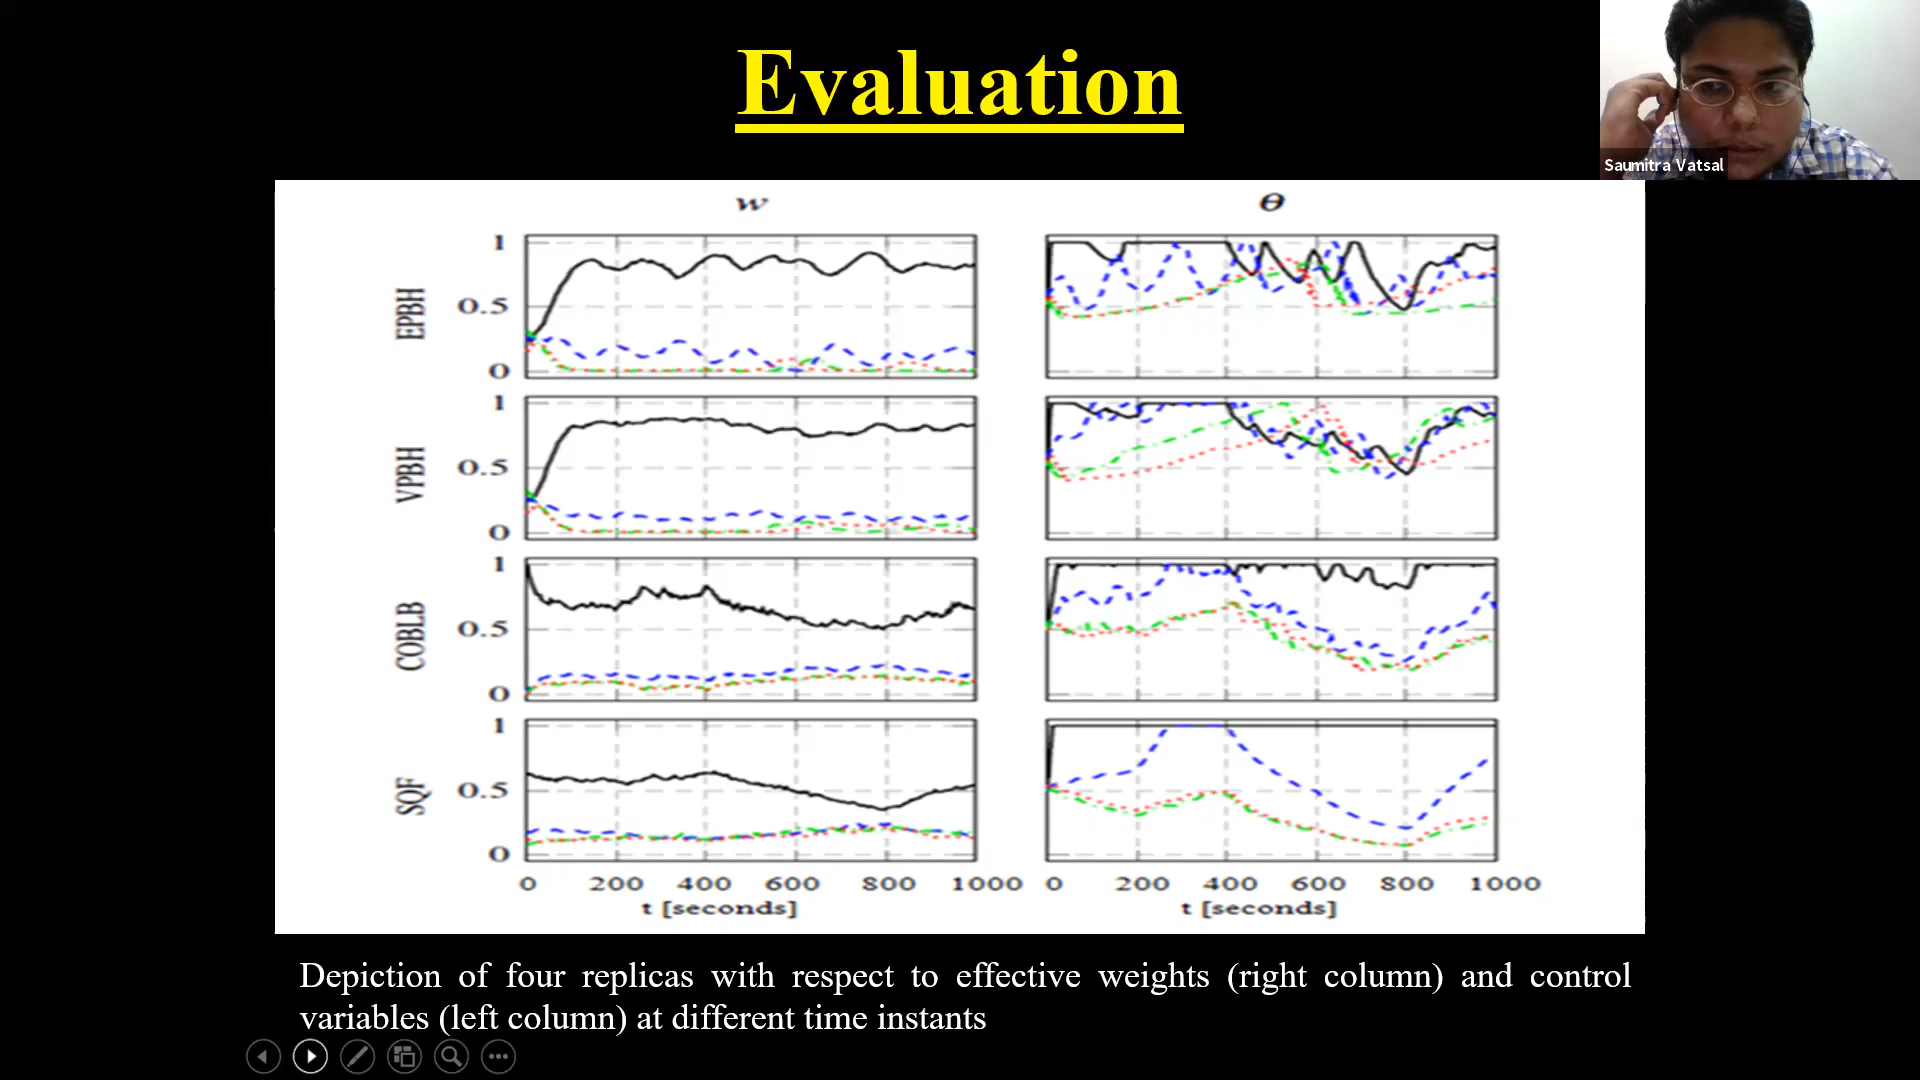 Evaluation
Saumitra Vatsal
w
θ
EPBH
1
0.5
0
VPBH
1
0.5
0
COBLB
1
0.5
0
SQF
1
0.5
0
0 200 400 600 800 1000
0 200 400 600 800 1000
t [seconds]
t [seconds]
Depiction of four replicas with respect to effective weights (right column) and control
variables (left column) at different time instants